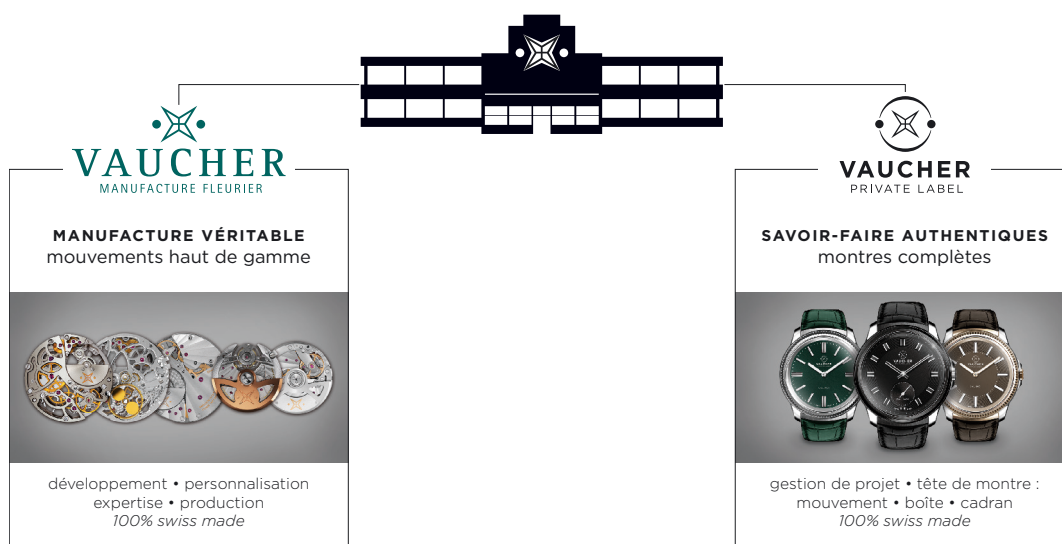 VAUCHER
MANUFACTURE FLEURIER
MANUFACTURE VÉRITABLE
mouvements haut de gamme
développement • personnalisation
expertise • production
100% swiss made
VAUCHER
PRIVATE LABEL
SAVOIR-FAIRE AUTHENTIQUES
montres complètes
VAUCHER
gestion de projet • tête de montre :
mouvement • boîte • cadran
100% swiss made